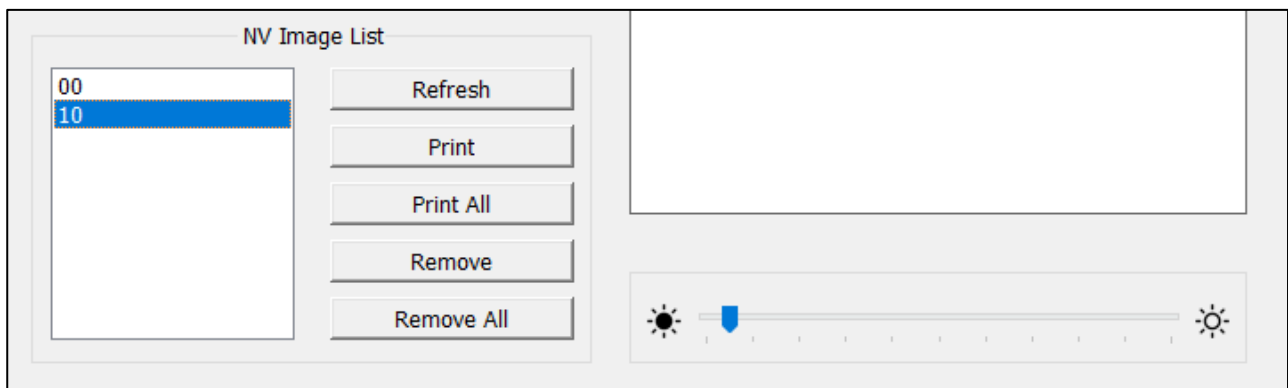 NV Image List
00
10
Refresh
Print
Print All
Remove
Remove All